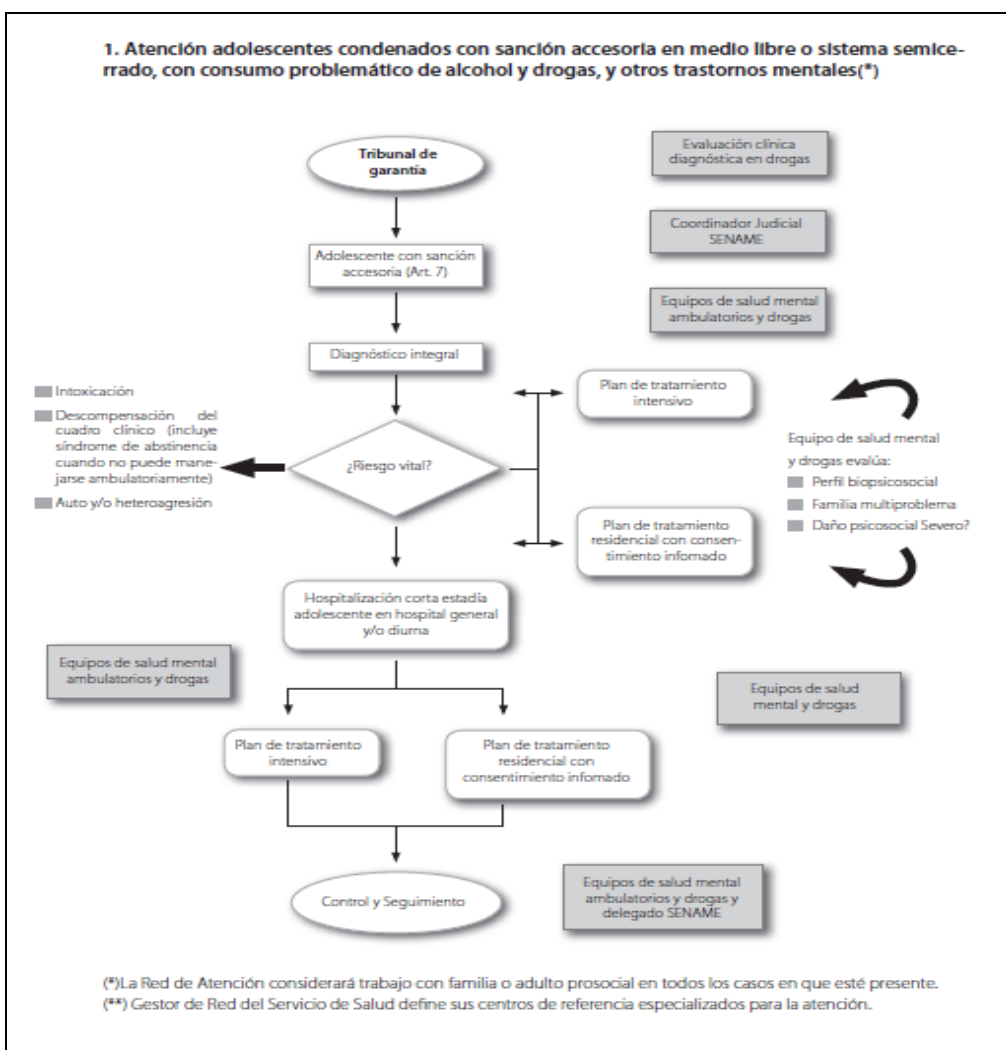 1. Atención adolescentes condenados con sanción accesoria en medio libre o sistema semice-
rrado, con consumo problemático de alcohol y drogas, y otros trastornos mentales(*)
Tribunal de
garantía
Evaluación clínica
diagnóstica en drogas
Coordinador Judicial
SENAME
Adolescente con sanción
accesoria (Art. 7)
Equipos de salud mental
ambulatorios y drogas
Diagnóstico integral
Intoxicación
Descompensación del
cuadro clínico (incluye
síndrome de abstinencia
cuando no puede mane-
jarse ambulatoriamente)
Auto y/o heteroagresión
¿Riesgo vital?
Plan de tratamiento
intensivo
Equipo de salud mental
y drogas evalúa:
Perfil biopsicosocial
Familia multiproblema
Daño psicosocial Severo?
Plan de tratamiento
residencial con consen-
timiento infomado
Hospitalización corta estadía
adolescente en hospital general
y/o diurna
Equipos de salud mental
ambulatorios y drogas
Equipos de salud
mental y drogas
Plan de tratamiento
intensivo
Plan de tratamiento
residencial con
consentimiento infomado
Control y Seguimiento
Equipos de salud mental
ambulatorios y drogas y
delegado SENAME
(*)La Red de Atención considerará trabajo con familia o adulto prosocial en todos los casos en que esté presente.
(**) Gestor de Red del Servicio de Salud define sus centros de referencia especializados para la atención.